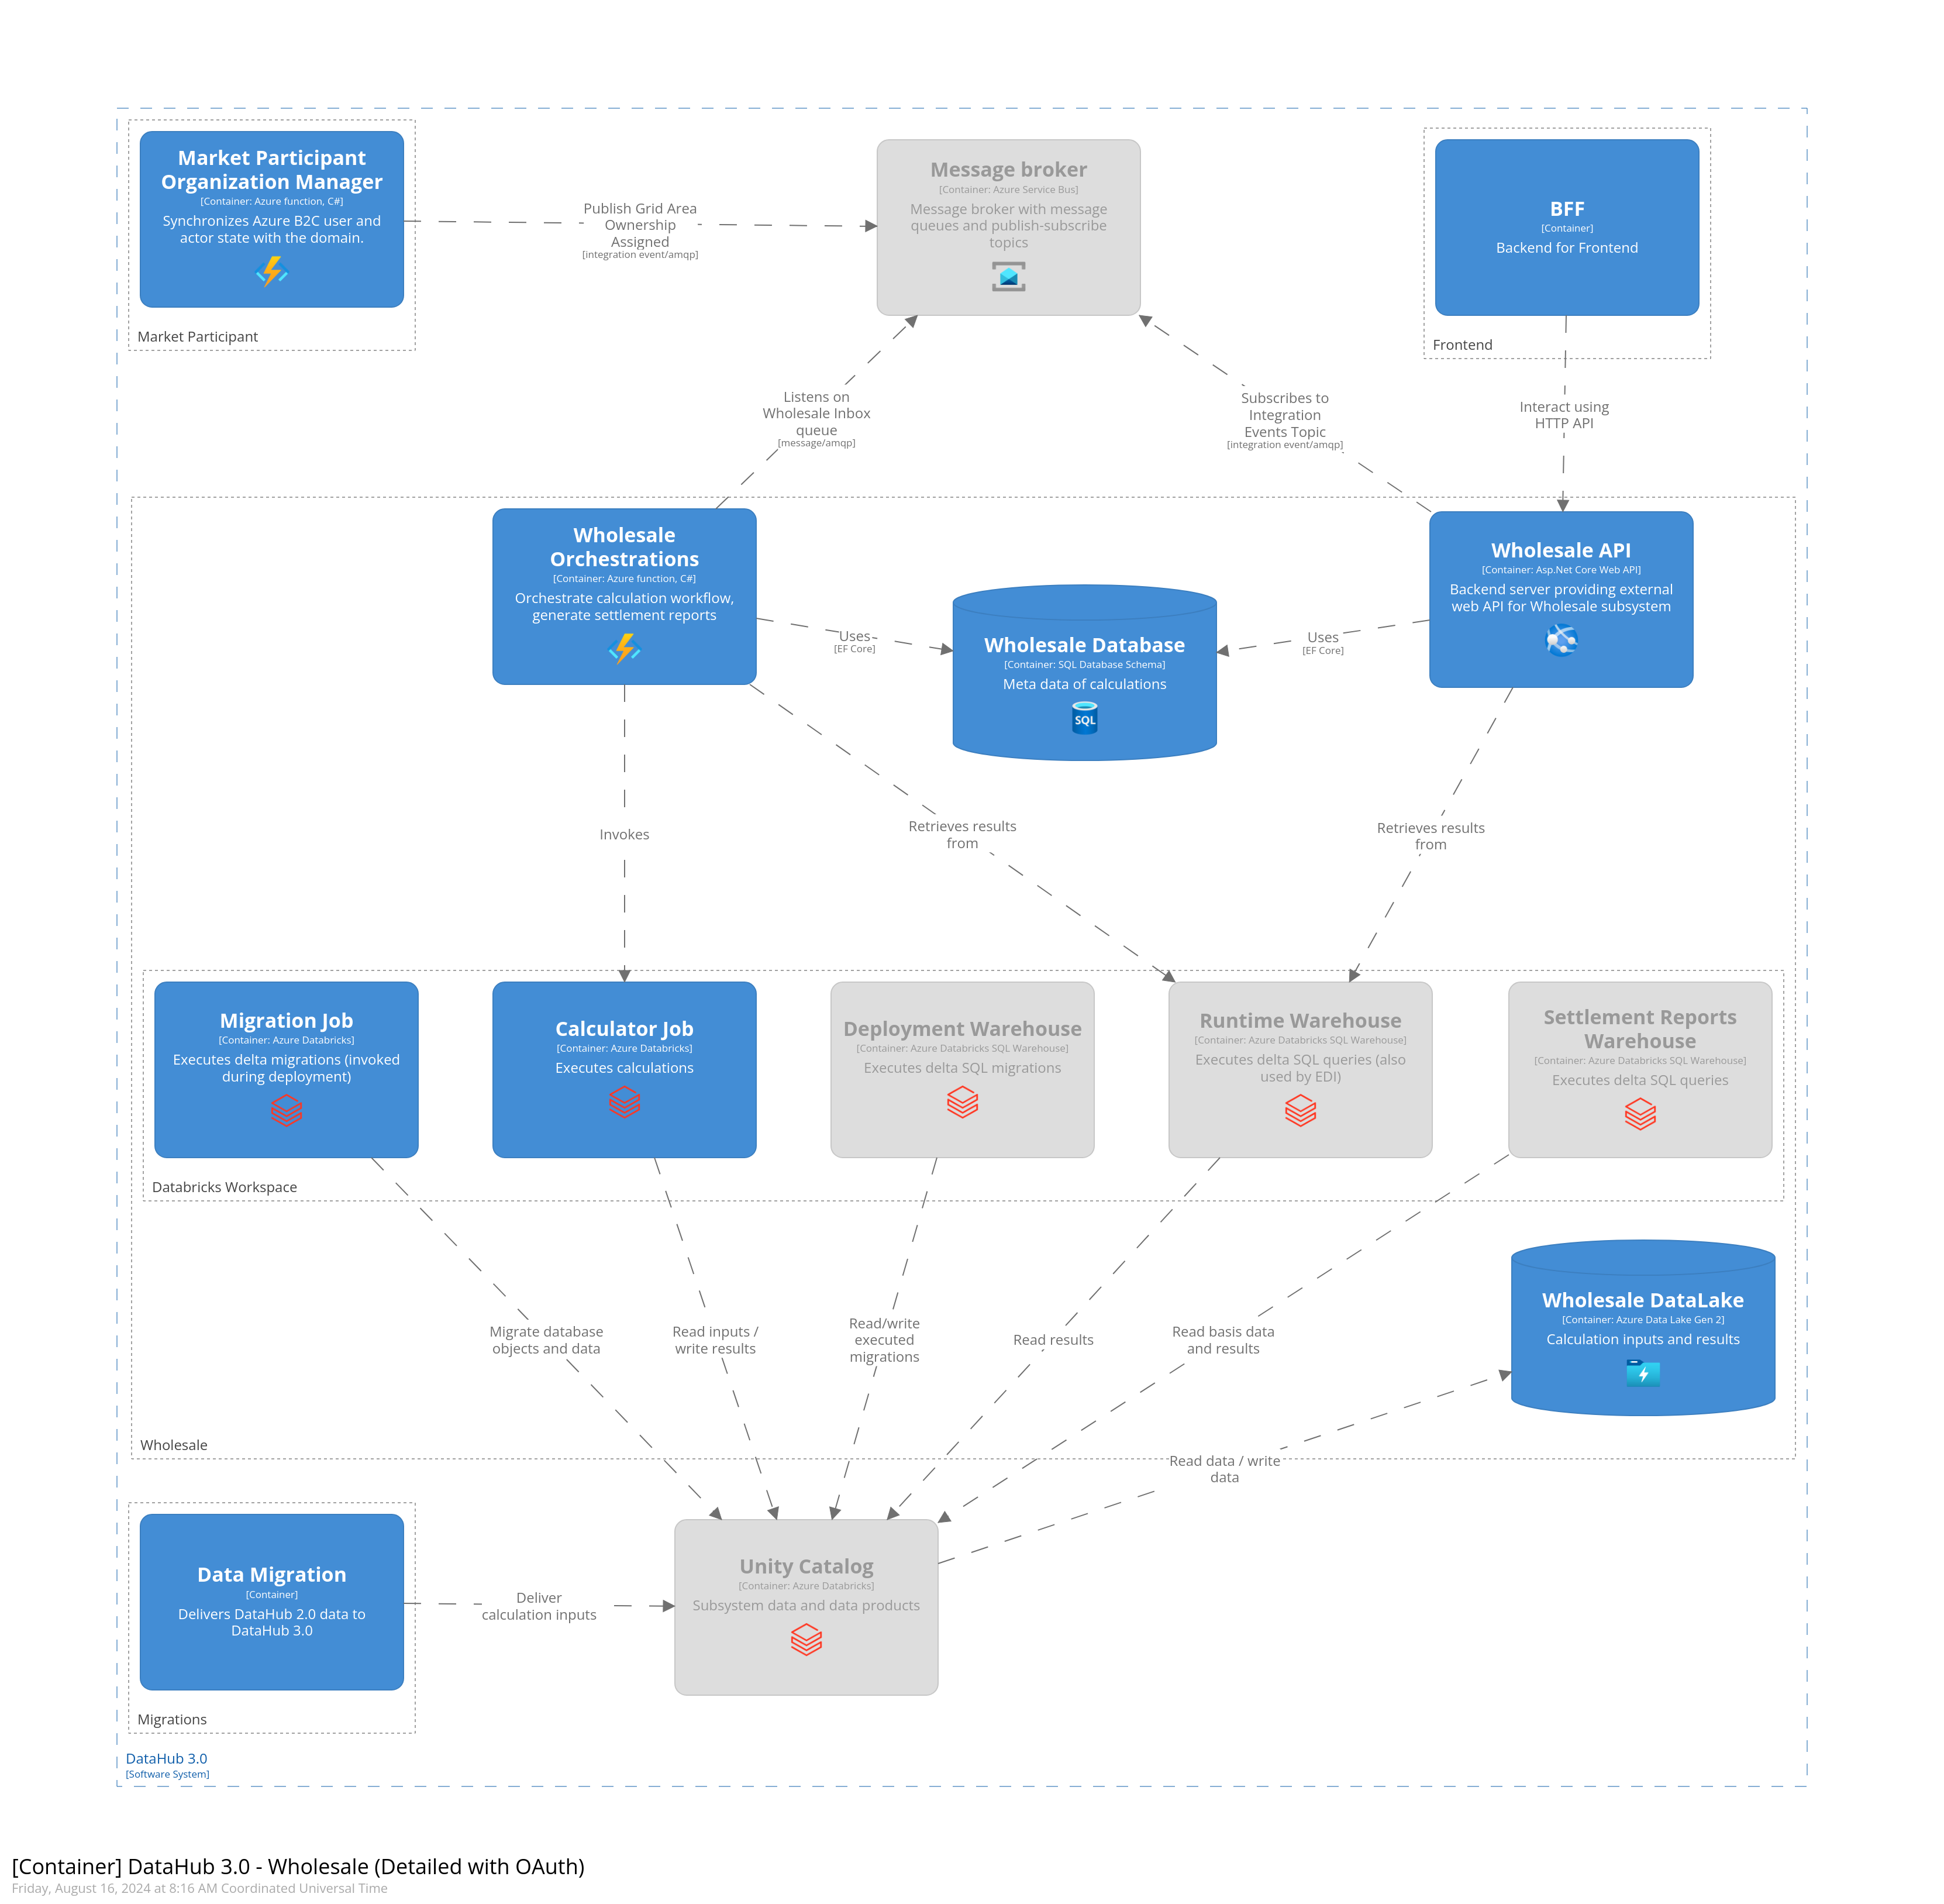 Market Participant
Organization Manager
[Container: Azure function, C#]
Synchronizes Azure B2C user and
actor state with the domain.
Market Participant
Publish Grid Area
Ownership
Assigned
[integration event/amqp]
Message broker
[Container: Azure Service Bus]
Message broker with message
queues and publish-subscribe
topics
BFF
[Container]
Backend for Frontend
Frontend
Listens on
Wholesale Inbox
queue
[message/amqp]
Subscribes to
Integration
Events Topic
[integration event/amqp]
Interact using
HTTP API
Wholesale
Orchestrations
[Container: Azure function, C#]
Orchestrate calculation workflow,
generate settlement reports
Uses
[EF Core]
Wholesale Database
[Container: SQL Database Schema]
Meta data of calculations
SQL
Uses
[EF Core]
Wholesale API
[Container: Asp.Net Core Web API]
Backend server providing external
web API for Wholesale subsystem
Invokes
Retrieves results
from
Retrieves results
from
Migration Job
[Container: Azure Databricks]
Executes delta migrations (invoked
during deployment)
Calculator Job
[Container: Azure Databricks]
Executes calculations
Deployment Warehouse
[Container: Azure Databricks SQL Warehouse]
Executes delta SQL migrations
Runtime Warehouse
[Container: Azure Databricks SQL Warehouse]
Executes delta SQL queries (also
used by EDI)
Settlement Reports
Warehouse
[Container: Azure Databricks SQL Warehouse]
Executes delta SQL queries
Databricks Workspace
Migrate database
objects and data
Read inputs /
write results
Read/write
executed
migrations
Read results
Read basis data
and results
Wholesale DataLake
[Container: Azure Data Lake Gen 2]
Calculation inputs and results
Wholesale
Read data / write
data
Data Migration
[Container]
Delivers DataHub 2.0 data to
DataHub 3.0
Migrations
Deliver
calculation inputs
Unity Catalog
[Container: Azure Databricks]
Subsystem data and data products
DataHub 3.0
[Software System]
[Container] DataHub 3.0 - Wholesale (Detailed with OAuth)
Friday, August 16, 2024 at 8:16 AM Coordinated Universal Time